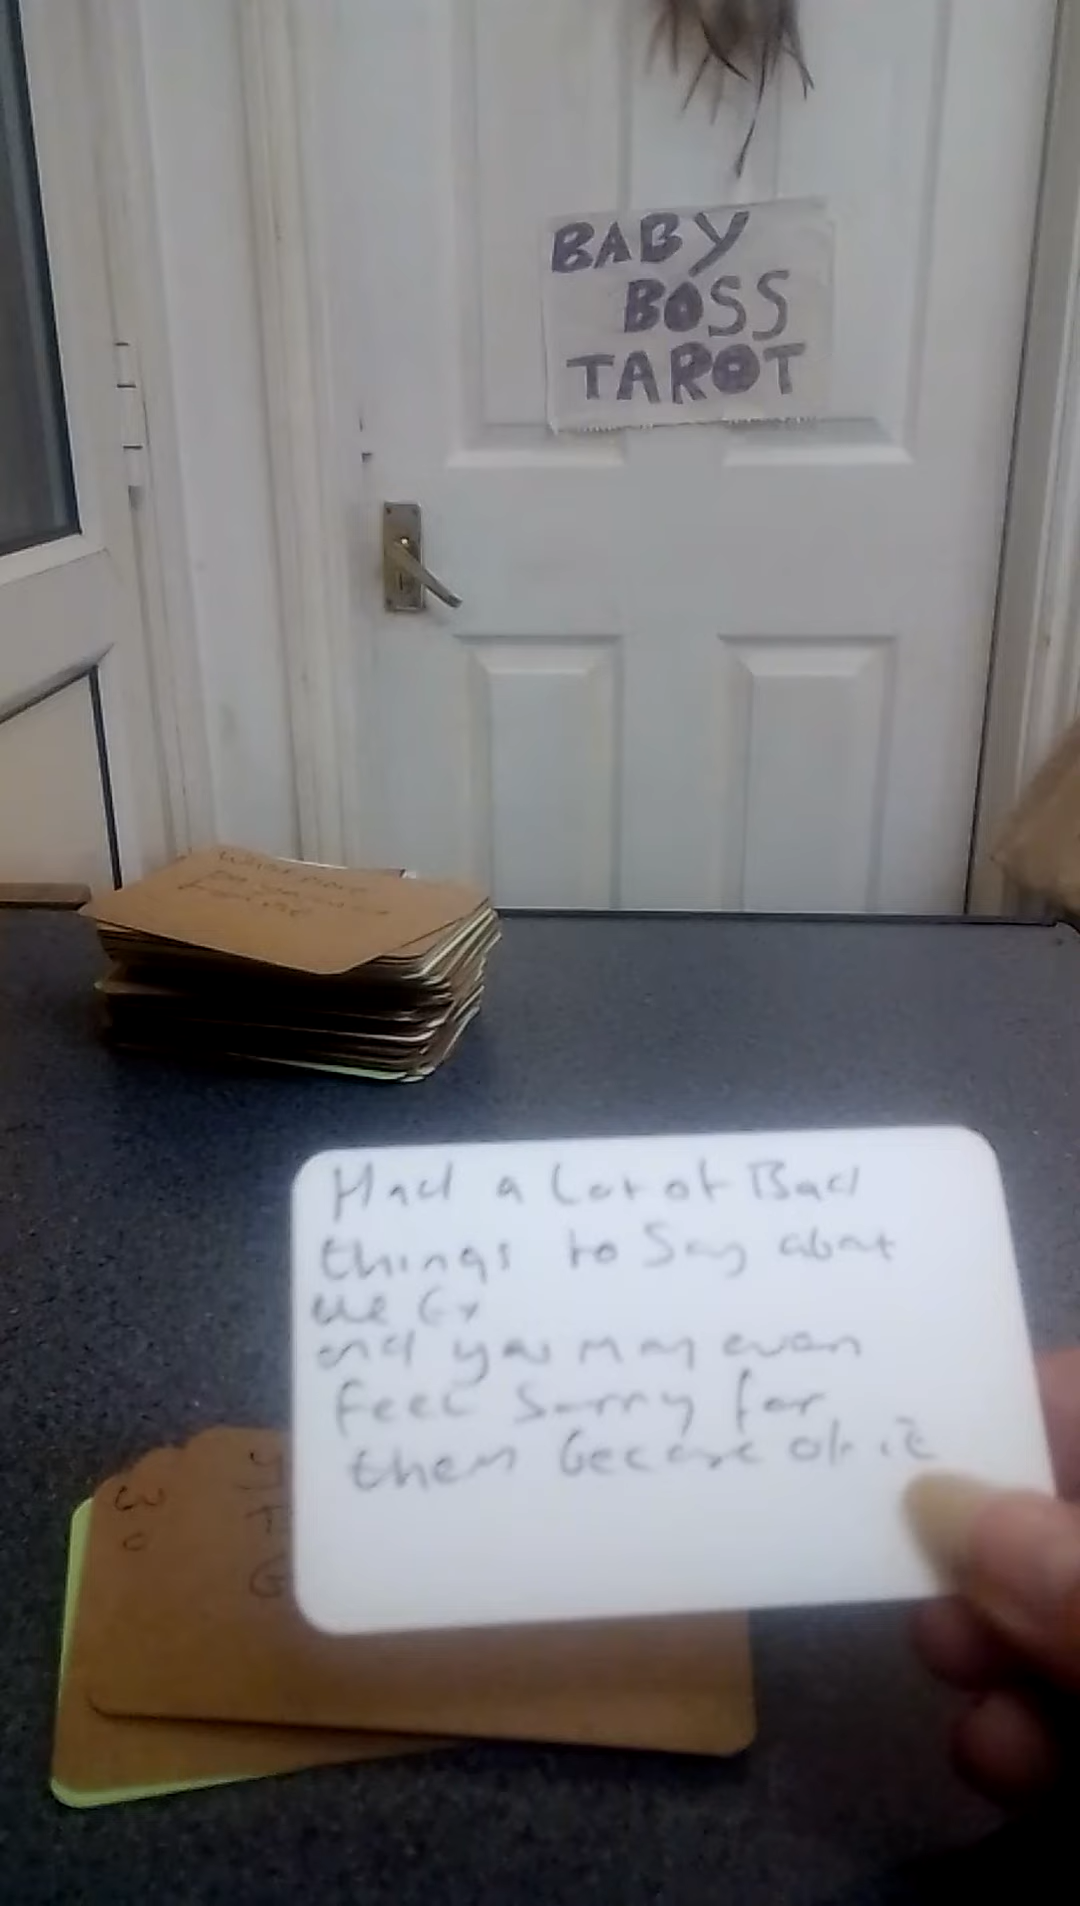 BABY
BOSS
TAROT
Had a lot of Bad
things to Say about
the Ex
and you may even
feel Sorry for
them because of it